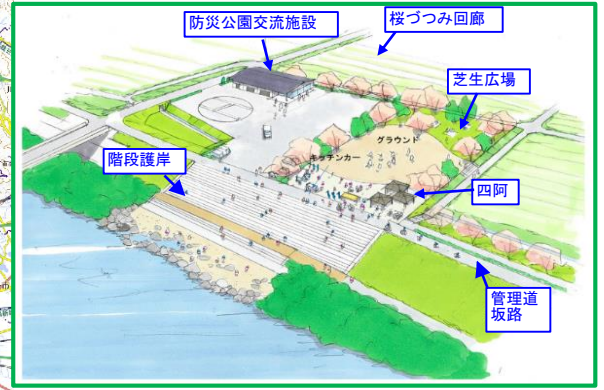 防災公園交流施設
桜づつみ回廊
芝生広場
グラウンド
キッチンカー
階段護岸
四阿
管理道
坂路